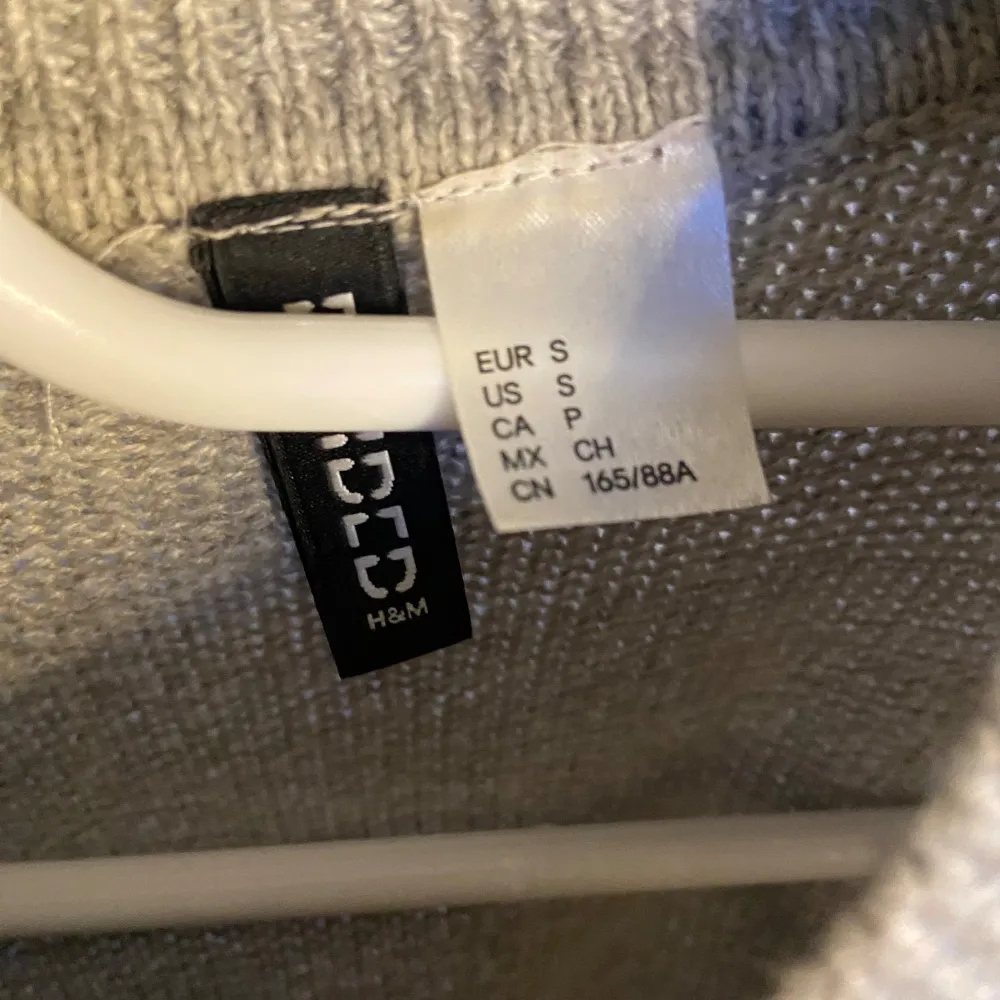 H&M
EUR S
US S
CA P
MX CH
CN 165/88A